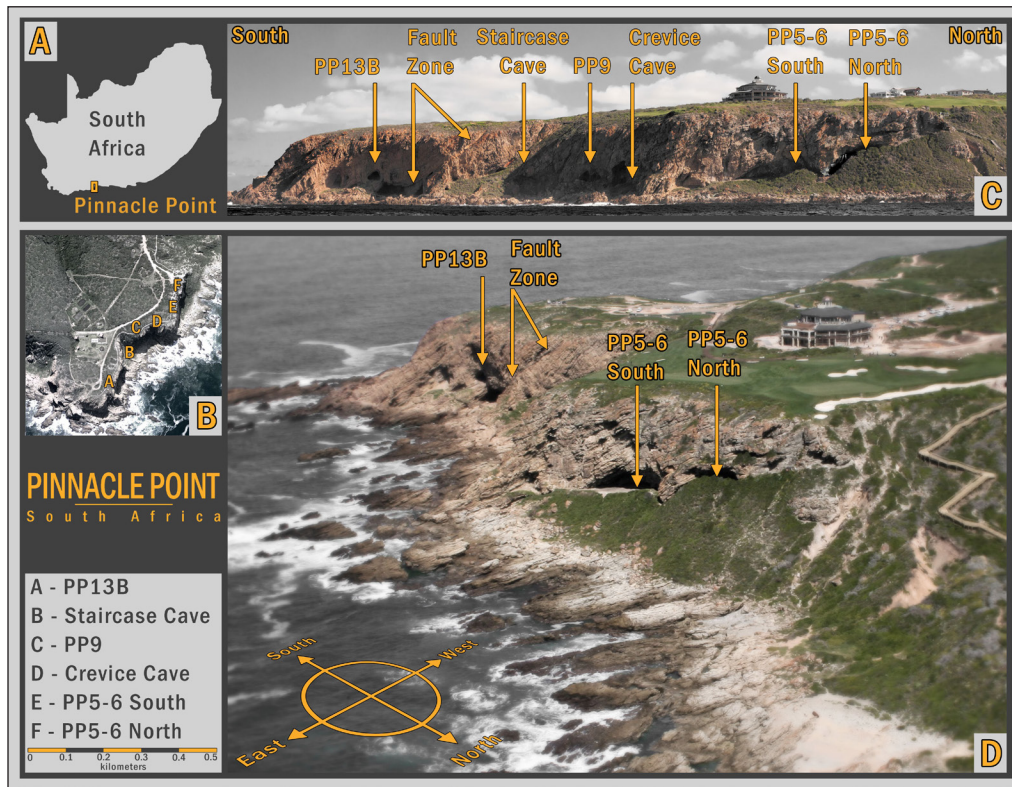 A
South
Africa
Pinnacle Point
South
PP13B
Fault
Zone
Staircase
Cave
PP9
Crevice
Cave
PP5-6
South
PP5-6
North
North
C
F
E
D
C
B
A
B
PINNACLE POINT
South Africa
A - PP13B
B - Staircase Cave
C - PP9
D - Crevice Cave
E - PP5-6 South
F - PP5-6 North
0 0.1 0.2 0.3 0.4 0.5
kilometers
PP13B
Fault
Zone
PP5-6
South
PP5-6
North
South
West
East
North
D